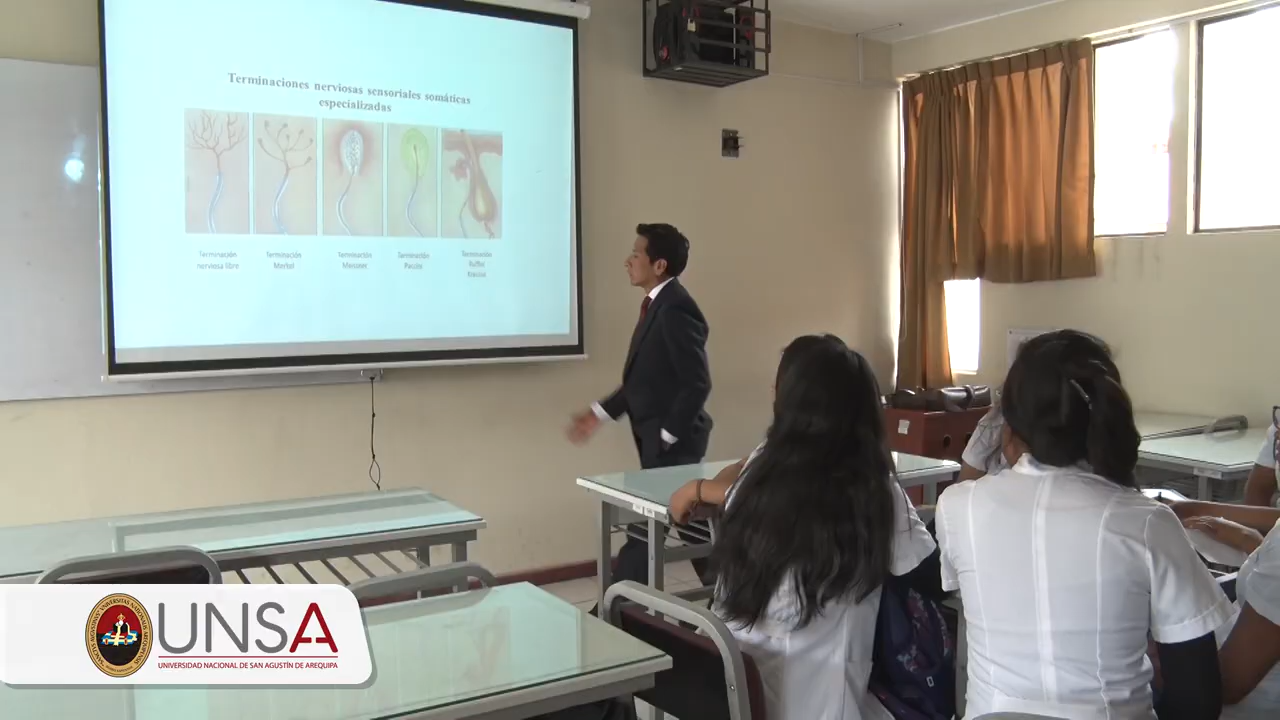 Terminaciones nerviosas sensoriales somáticas
especializadas
Terminación
nerviosa libre
Terminación
Merkel
Terminación
Meissner
Terminación
Pacini
Terminación
Ruffini
Krausse
UNSA
UNIVERSIDAD NACIONAL DE SAN AGUSTÍN DE AREQUIPA